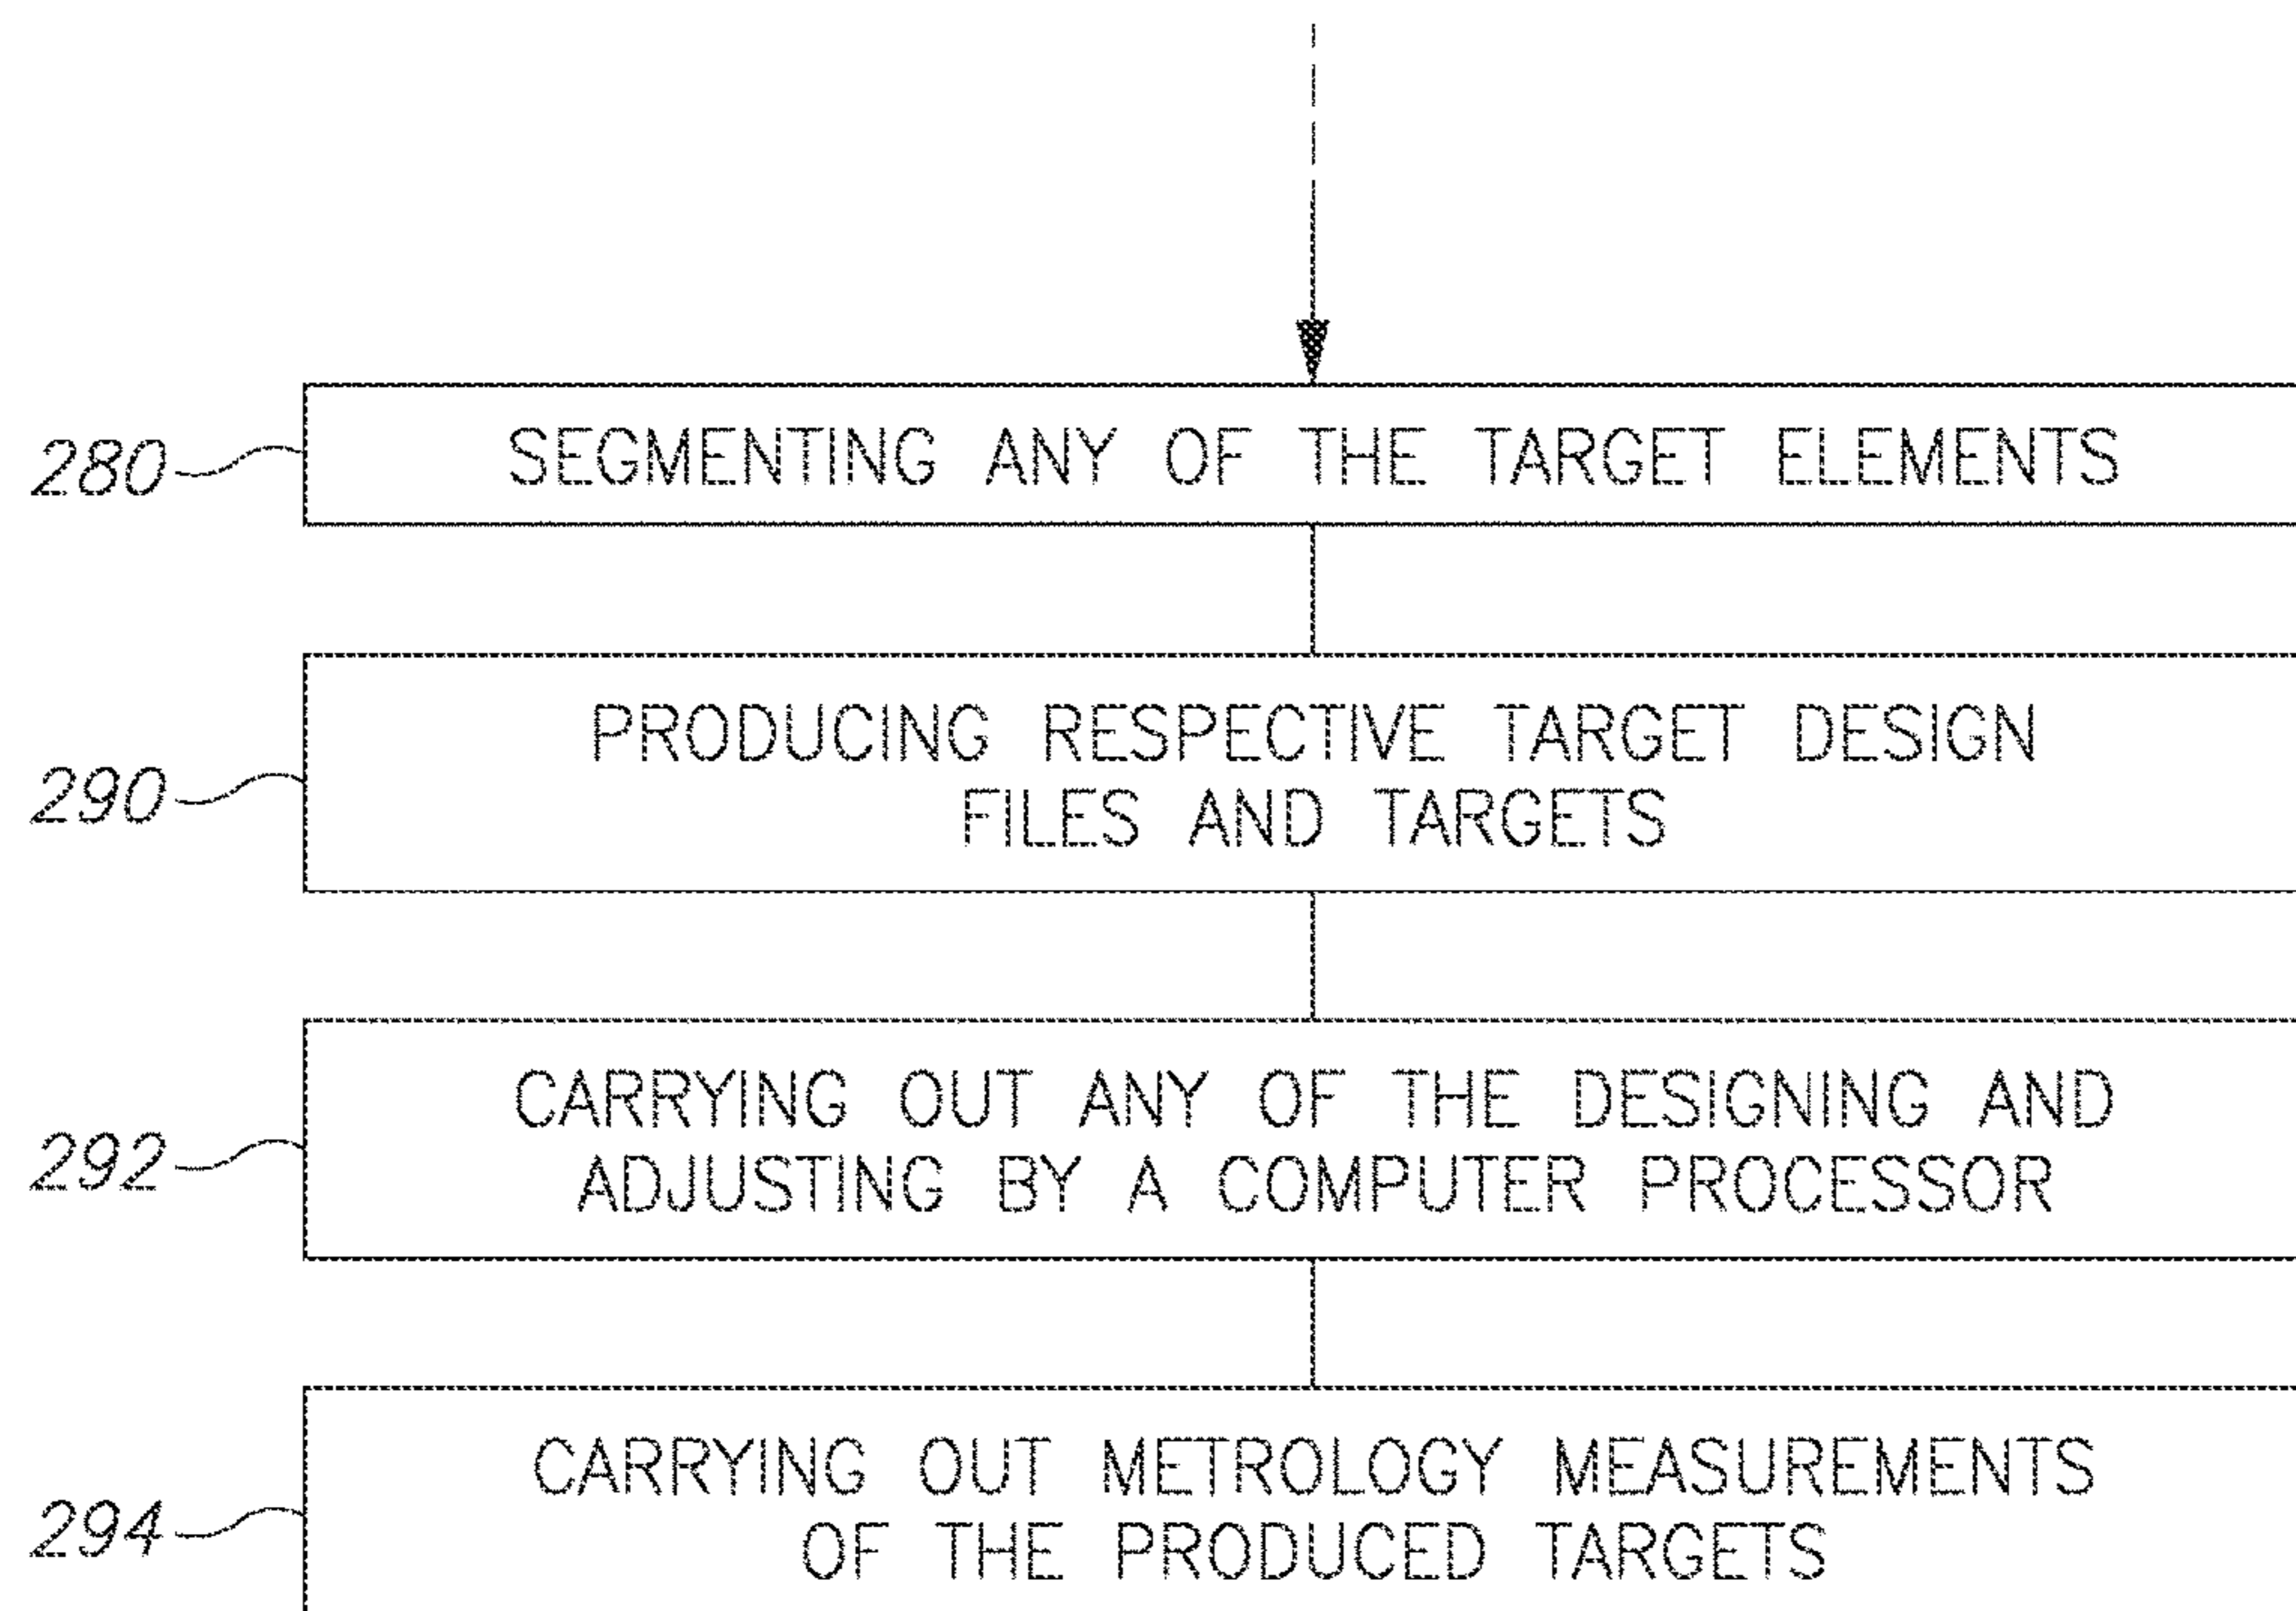 280 SEGMENTING ANY OF THE TARGET ELEMENTS
PRODUCING RESPECTIVE TARGET DESIGN
290 FILES AND TARGETS
CARRYING OUT ANY OF THE DESIGNING AND
292 ADJUSTING BY A COMPUTER PROCESSOR
CARRYING OUT METROLOGY MEASUREMENTS
294 OF THE PRODUCED TARGETS